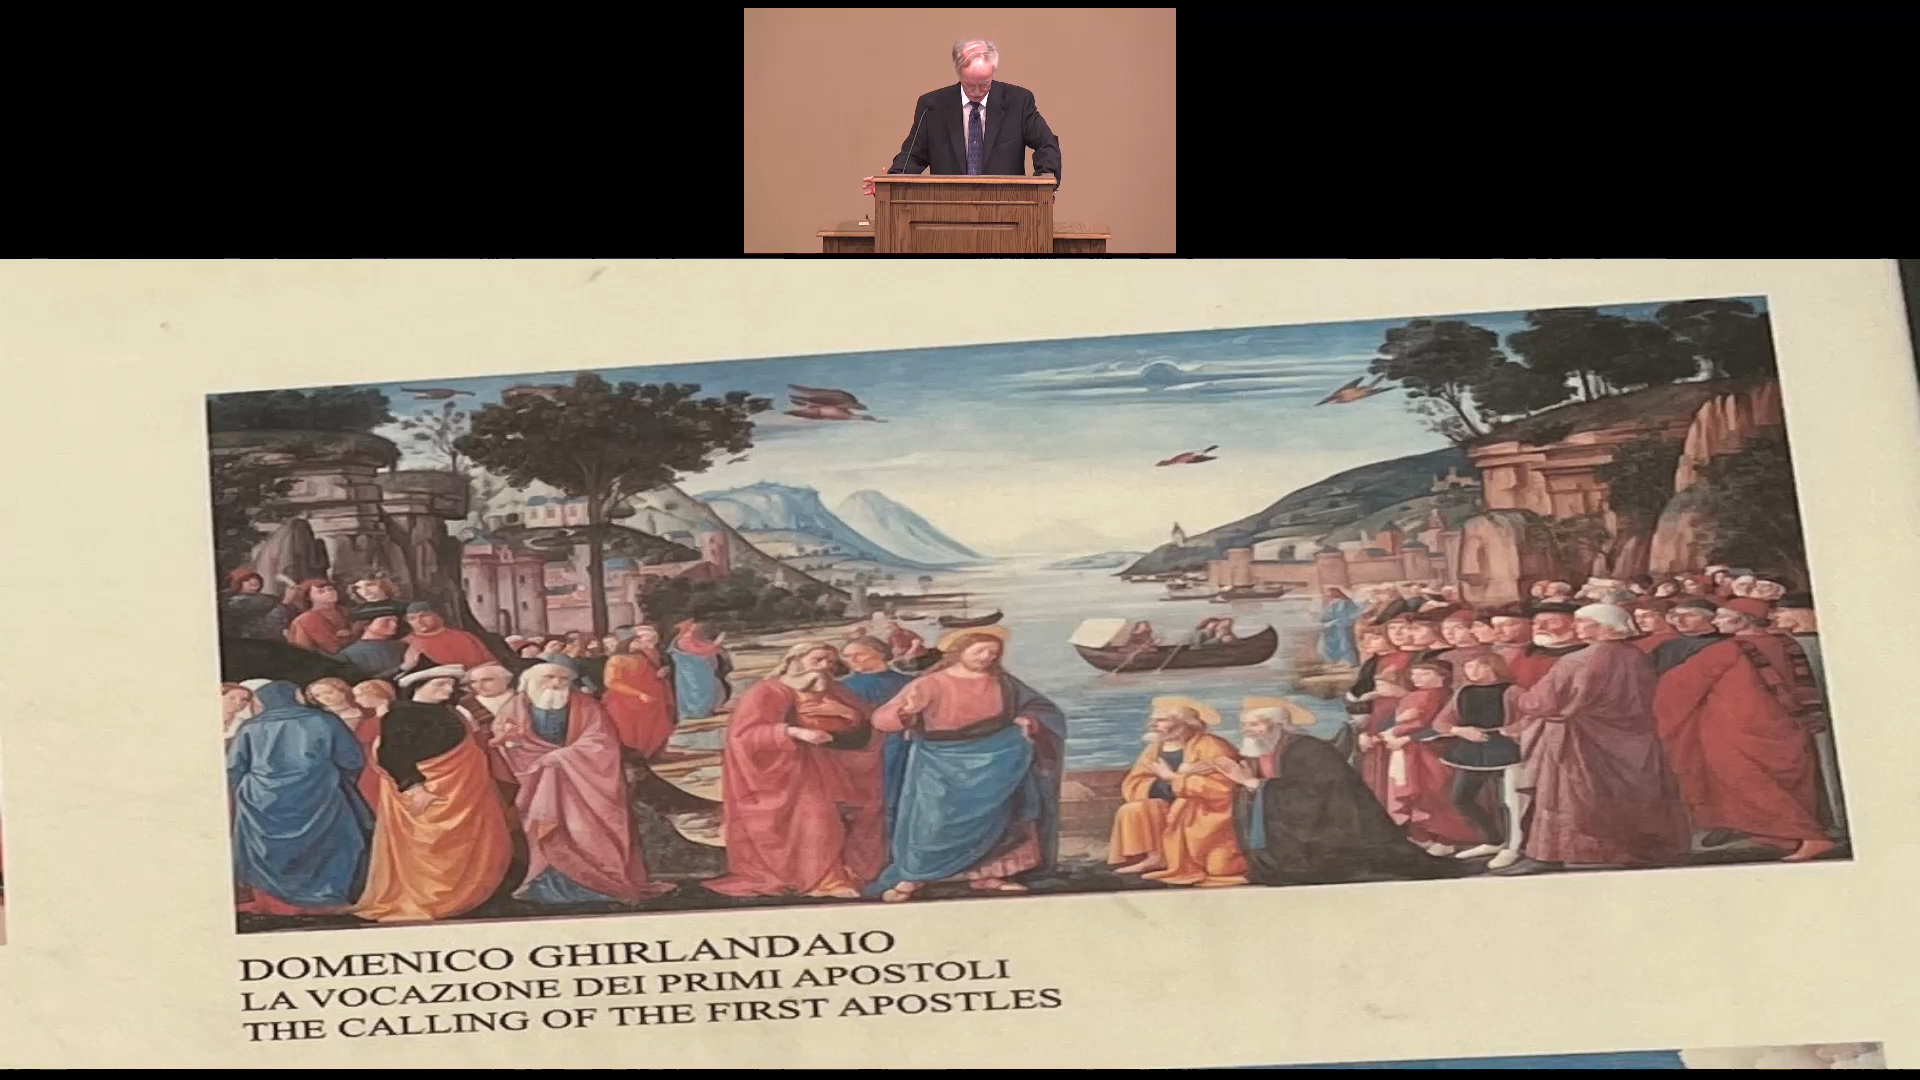 DOMENICO GHIRLANDAIO
LA VOCAZIONE DEI PRIMI APOSTOLI
THE CALLING OF THE FIRST APOSTLES